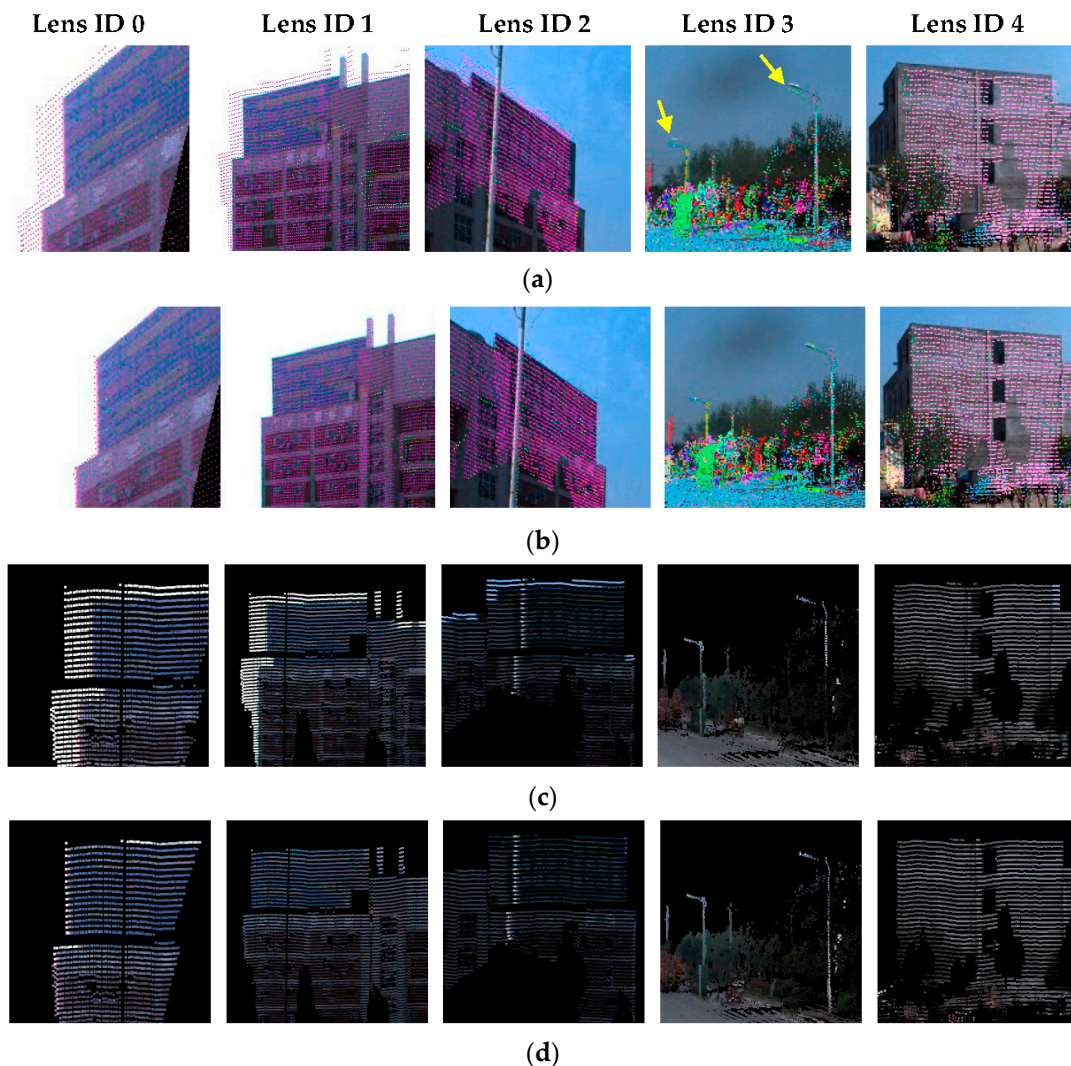 Lens ID 0 Lens ID 1 Lens ID 2 Lens ID 3 Lens ID 4
(a)
(b)
(c)
(d)